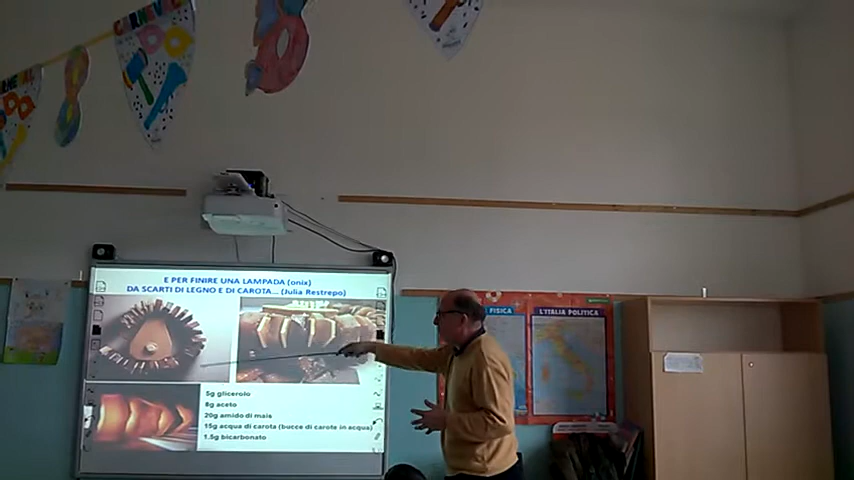 CARNEVALE
E PER FINIRE UNA LAMPADA (onix)
DA SCARTI DI LEGNO E DI CAROTA... (Julia Restrepo)
5g glicerolo
8g aceto
20g amido di mais
15g acqua di carota (bucce di carote in acqua)
1.5g bicarbonato
FISICA
L'ITALIA POLITICA